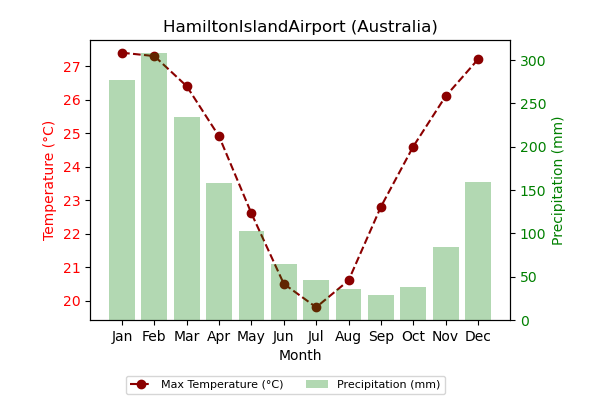 HamiltonIslandAirport (Australia)
Temperature (°C)
27
26
25
24
23
22
21
20
300
250
200
150
100
50
0
Precipitation (mm)
Jan Feb Mar Apr May Jun Jul Aug Sep Oct Nov Dec
Month
Max Temperature (°C) Precipitation (mm)